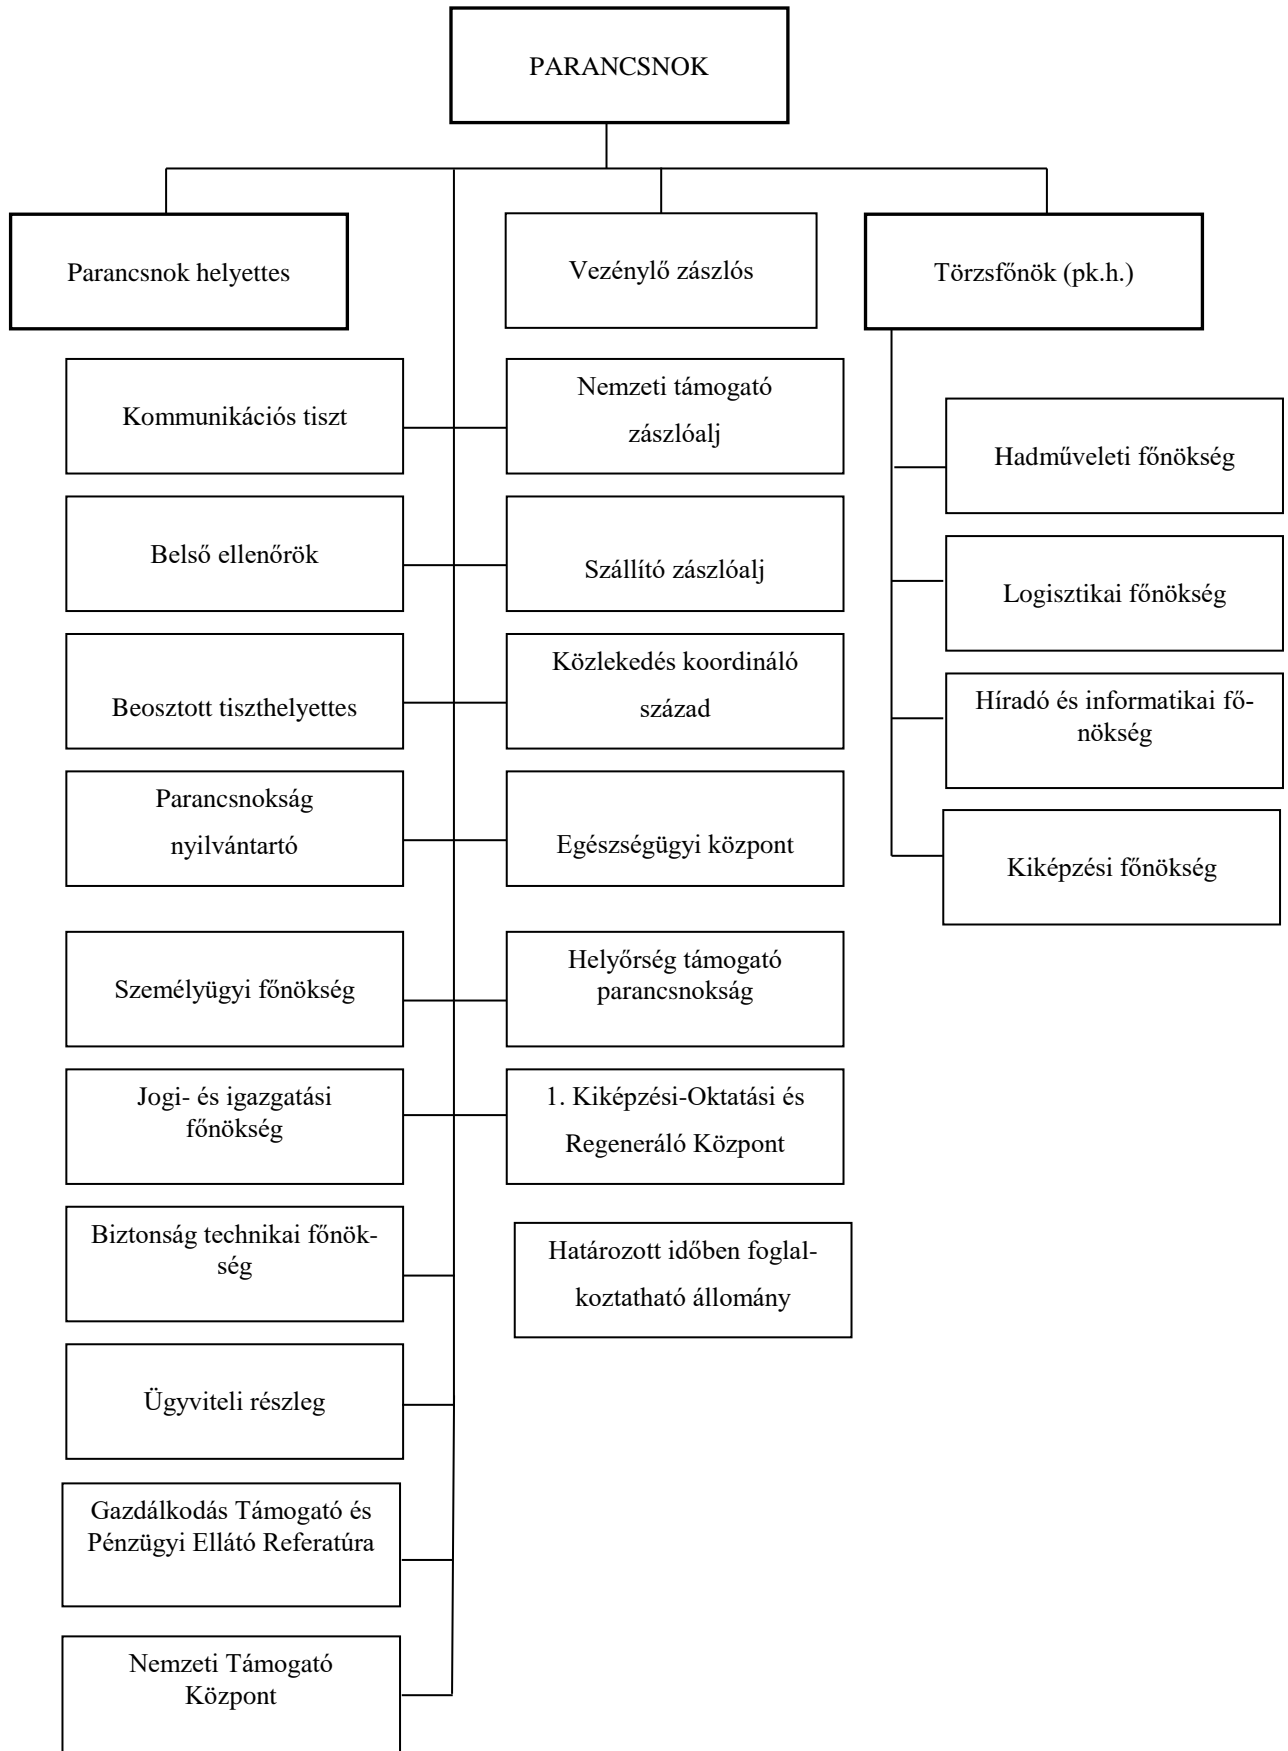 PARANCSNOK
Parancsnok helyettes
Vezénylő zászlós
Törzsfőnök (pk.h.)
Kommunikációs tiszt
Belső ellenőrök
Beosztott tiszthelyettes
Parancsnokság
nyilvántartó
Személyügyi főnökség
Jogi- és igazgatási
főnökség
Biztonság technikai főnök-
ség
Ügyviteli részleg
Gazdálkodás Támogató és
Pénzügyi Ellátó Referatúra
Nemzeti Támogató
Központ
Nemzeti támogató
zászlóalj
Szállító zászlóalj
Közlekedés koordináló
század
Egészségügyi központ
Helyőrség támogató
parancsnokság
1. Kiképzési-Oktatási és
Regeneráló Központ
Határozott időben foglal-
koztatható állomány
Hadműveleti főnökség
Logisztikai főnökség
Híradó és informatikai fő-
nökség
Kiképzési főnökség